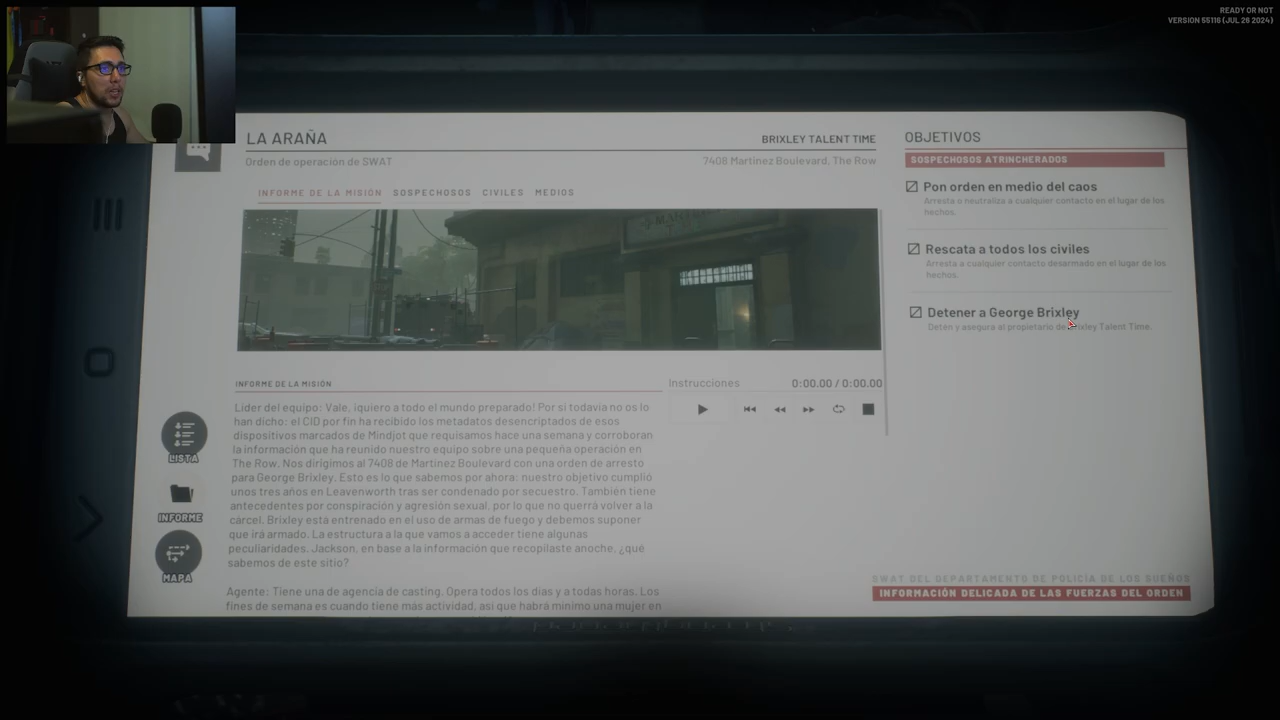 READY OR NOT
VERSION 55116 (JUL 26 2024)
LA ARAÑA
BRIXLEY TALENT TIME
Orden de operación de SWAT
7408 Martinez Boulevard, The Row
INFORME DE LA MISIÓN SOSPECHOSOS CIVILES MEDIOS
INFORME DE LA MISIÓN
Instrucciones 0:00.00 / 0:00.00
Líder del equipo: Vale, ¡quiero a todo el mundo preparado! Por si todavía no os lo
han dicho: el CID por fin ha recibido los metadatos desencriptados de esos
dispositivos marcados de Mindjot que requisamos hace una semana y corroboran
la información que ha reunido nuestro equipo sobre una pequeña operación en
The Row. Nos dirigimos al 7408 de Martinez Boulevard con una orden de arresto
para George Brixley. Esto es lo que sabemos por ahora: nuestro objetivo cumplió
unos tres años en Leavenworth tras ser condenado por secuestro. También tiene
antecedentes por conspiración y agresión sexual, por lo que no querrá volver a la
cárcel. Brixley está entrenado en el uso de armas de fuego y debemos suponer
que irá armado. La estructura a la que vamos a acceder tiene algunas
peculiaridades. Jackson, en base a la información que recopilaste anoche, ¿qué
sabemos de este sitio?
Agente: Tiene una de agencia de casting. Opera todos los días y a todas horas. Los
fines de semana es cuando tiene más actividad, así que habrá mínimo una mujer en
LISTA
INFORME
MAPA
OBJETIVOS
SOSPECHOSOS ATRINCHERADOS
Pon orden en medio del caos
Arresta o neutraliza a cualquier contacto en el lugar de los
hechos.
Rescata a todos los civiles
Arresta a cualquier contacto desarmado en el lugar de los
hechos.
Detener a George Brixley
Detén y asegura al propietario de Brixley Talent Time.
SWAT DEL DEPARTAMENTO DE POLICÍA DE LOS SUEÑOS
INFORMACIÓN DELICADA DE LAS FUERZAS DEL ORDEN